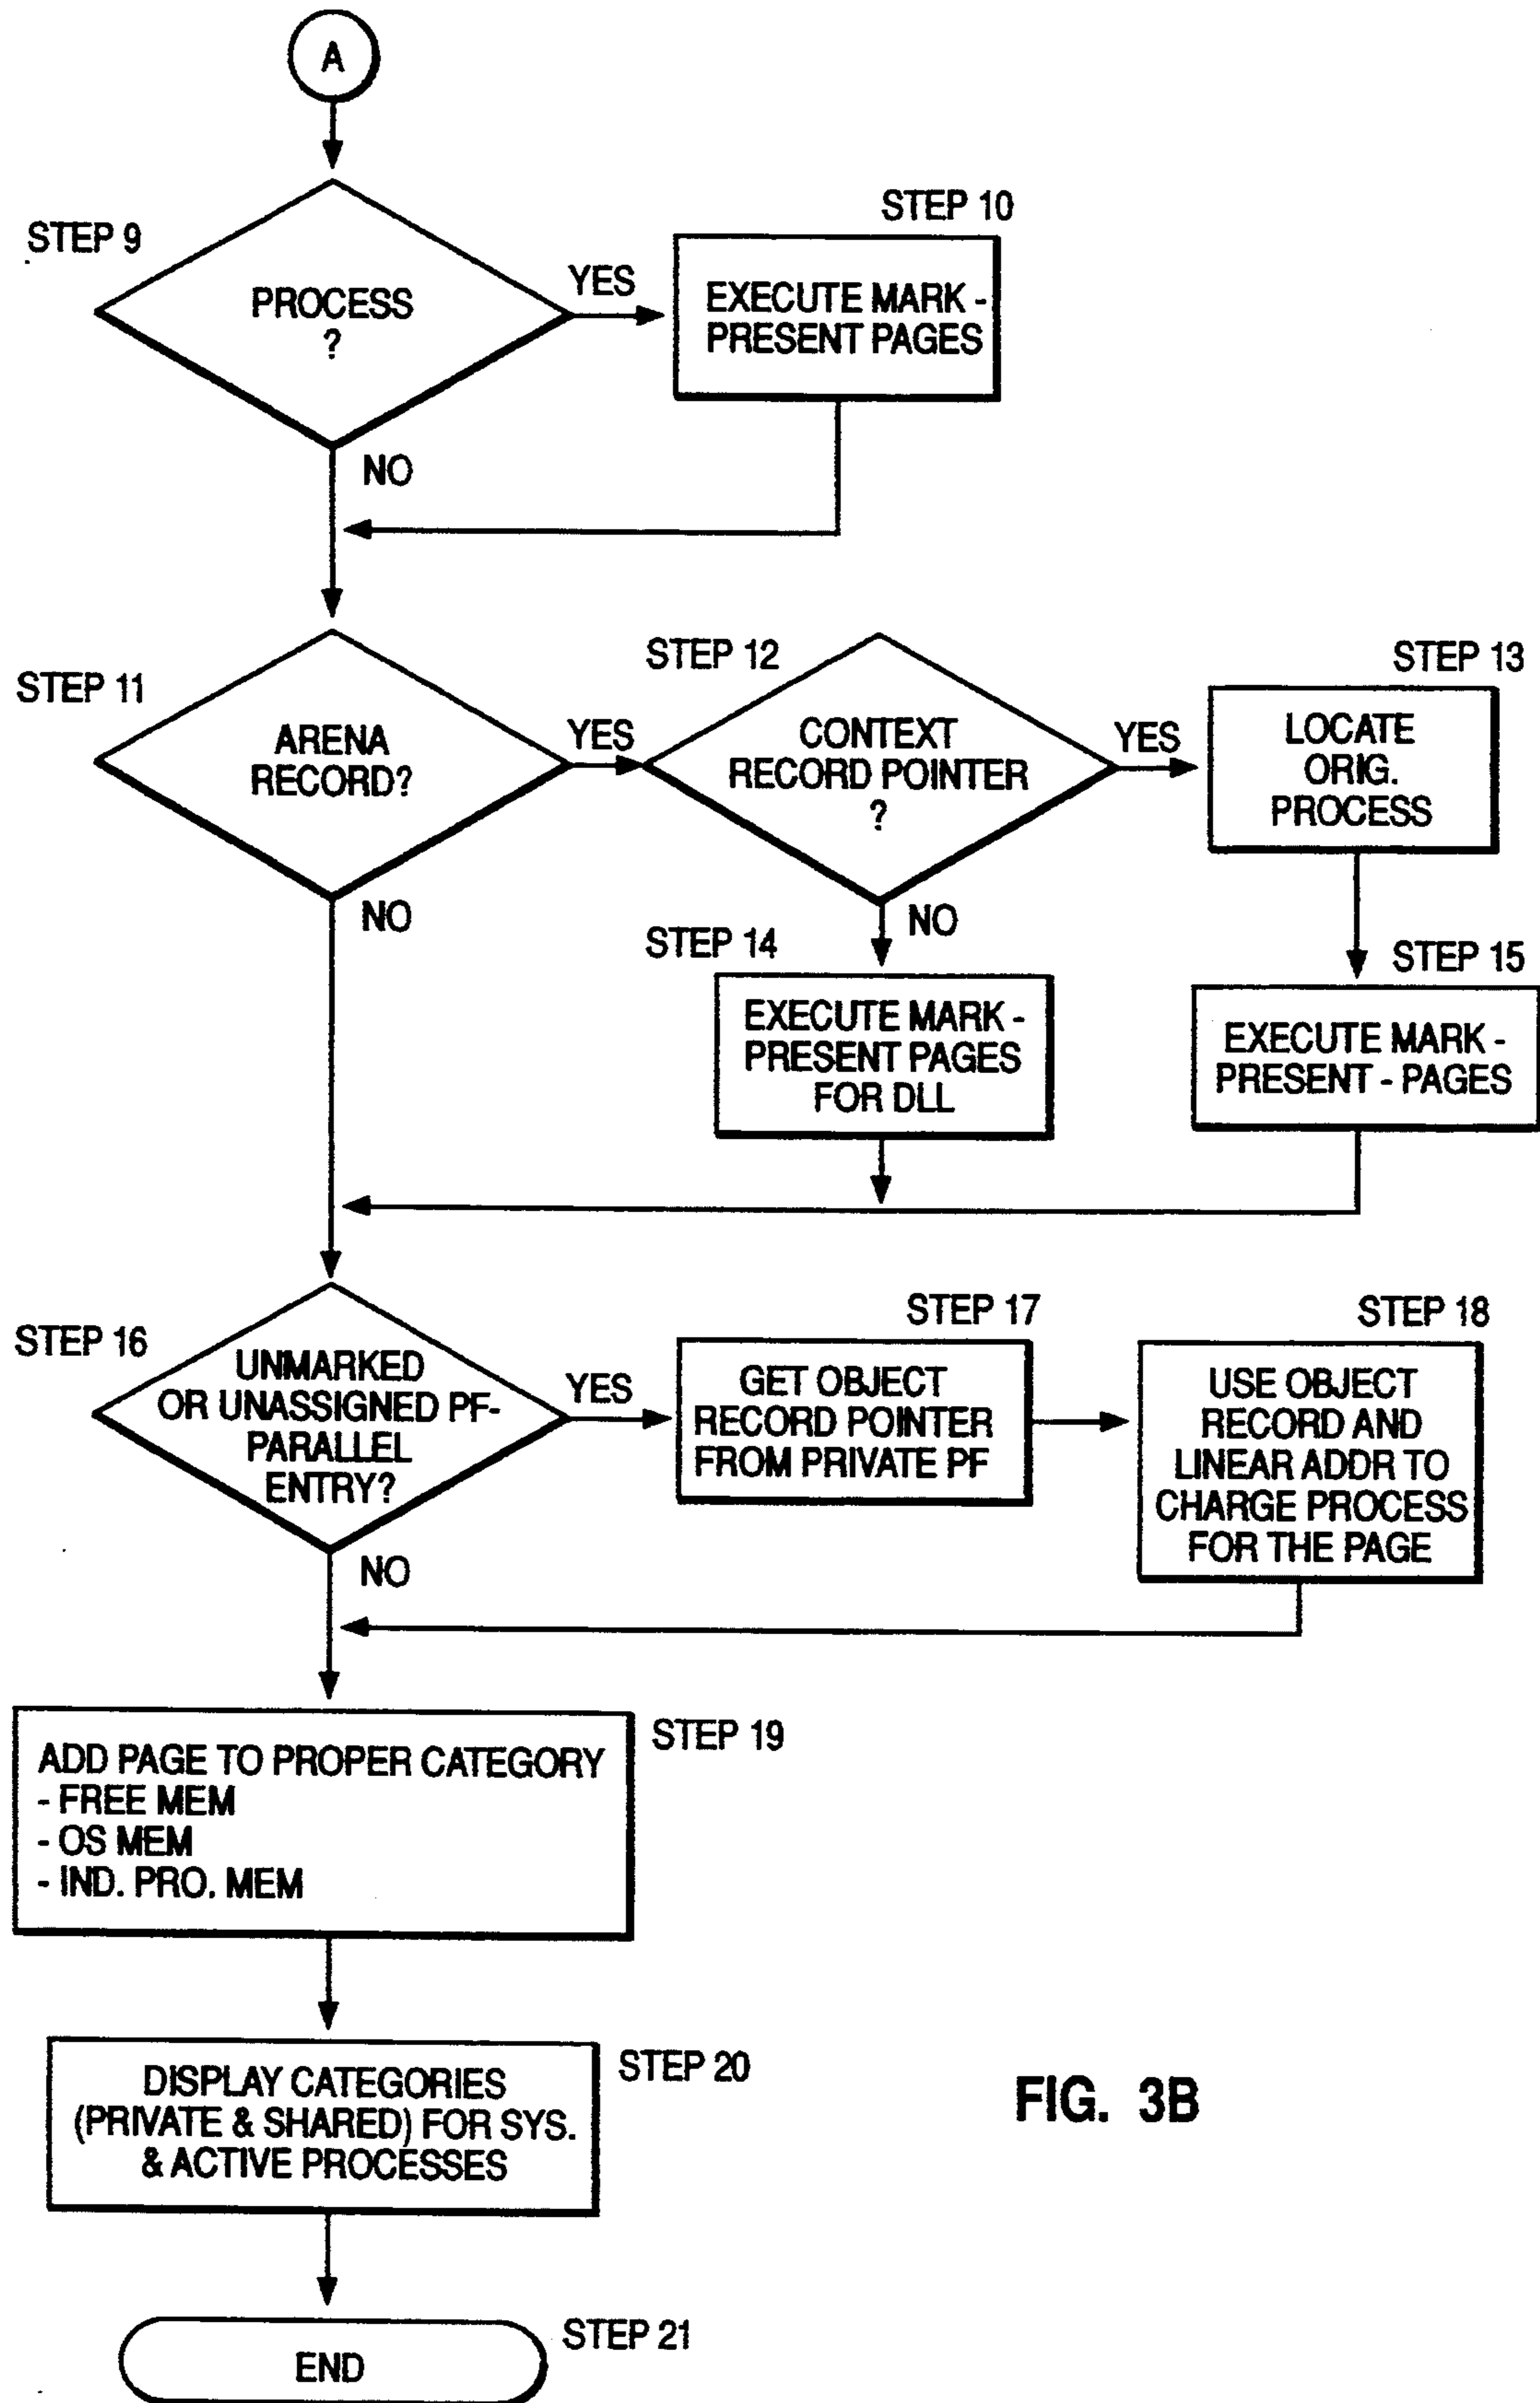 A
STEP 9
PROCESS
?
YES
STEP 10
EXECUTE MARK -
PRESENT PAGES
NO
STEP 11
ARENA
RECORD?
YES
STEP 12
CONTEXT
RECORD POINTER
?
YES
STEP 13
LOCATE
ORIG.
PROCESS
NO
NO
STEP 14
EXECUTE MARK -
PRESENT PAGES
FOR DLL
STEP 15
EXECUTE MARK -
PRESENT - PAGES
STEP 16
UNMARKED
OR UNASSIGNED PF-
PARALLEL
ENTRY?
YES
STEP 17
GET OBJECT
RECORD POINTER
FROM PRIVATE PF
STEP 18
USE OBJECT
RECORD AND
LINEAR ADDR TO
CHARGE PROCESS
FOR THE PAGE
NO
STEP 19
ADD PAGE TO PROPER CATEGORY
- FREE MEM
- OS MEM
- IND. PRO. MEM
STEP 20
DISPLAY CATEGORIES
(PRIVATE & SHARED) FOR SYS.
& ACTIVE PROCESSES
FIG. 3B
STEP 21
END